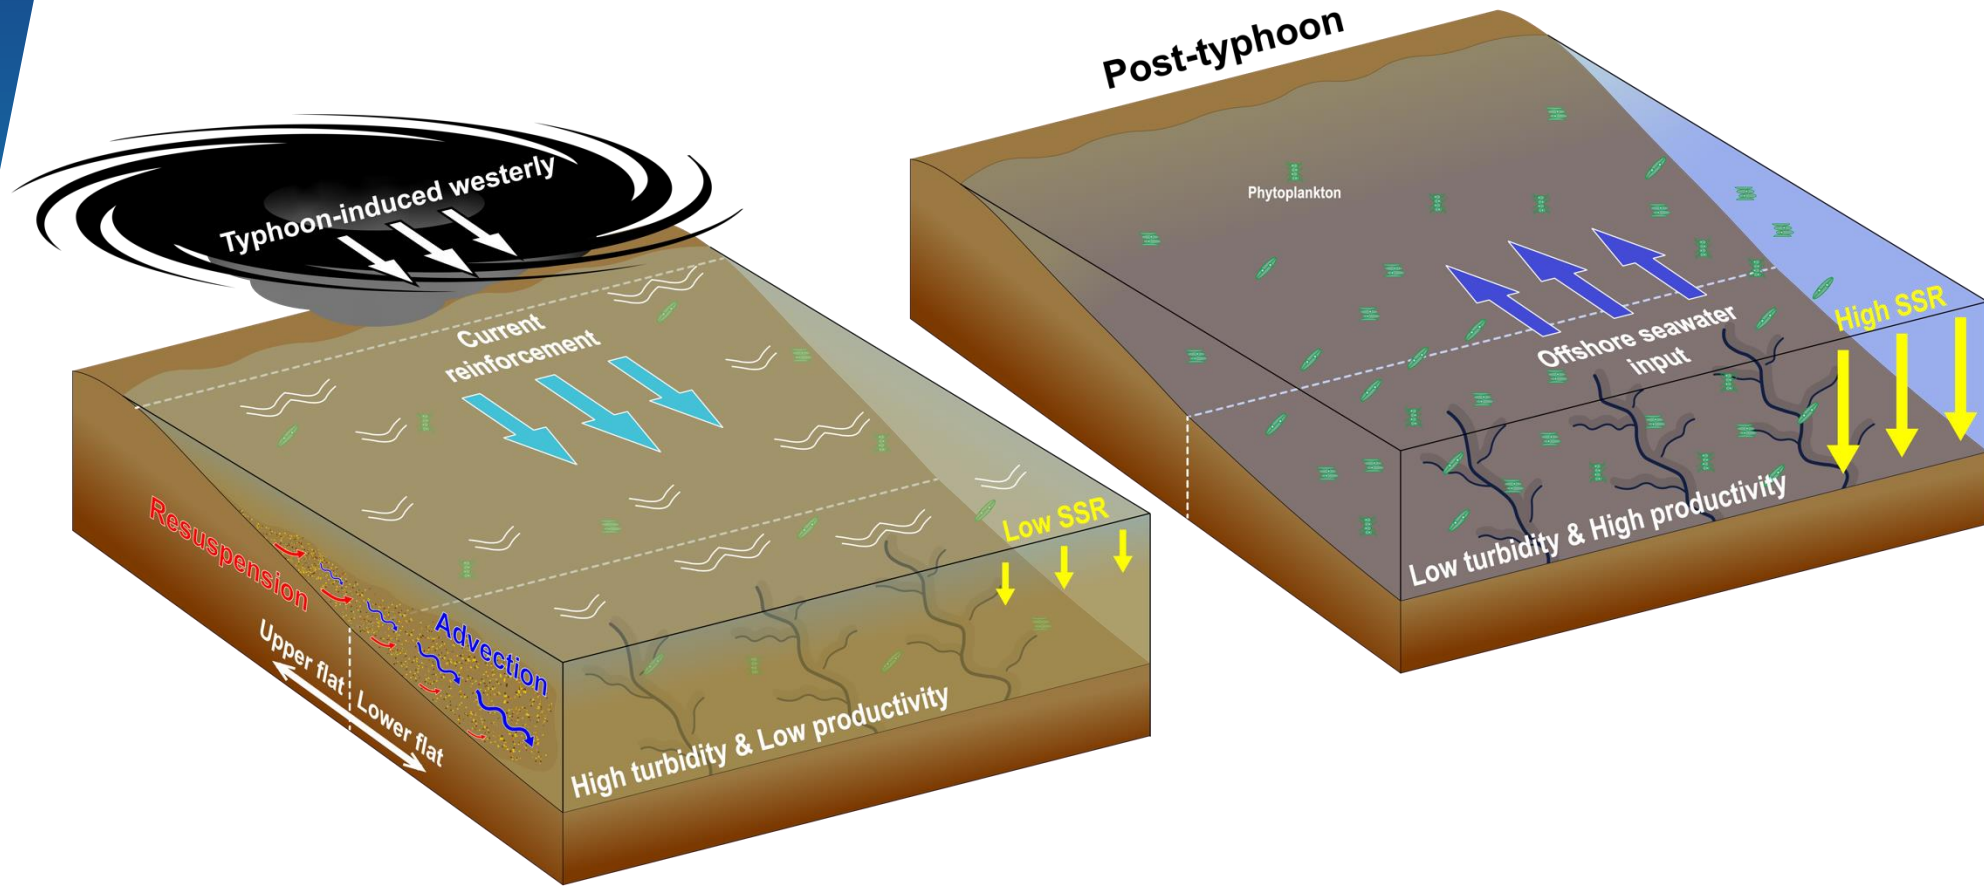 Typhoon-induced westerly
Current
reinforcement
Resuspension
Advection
Upper flat
Lower flat
Low SSR
High turbidity & Low productivity
Post-typhoon
Phytoplankton
Offshore seawater
input
High SSR
Low turbidity & High productivity